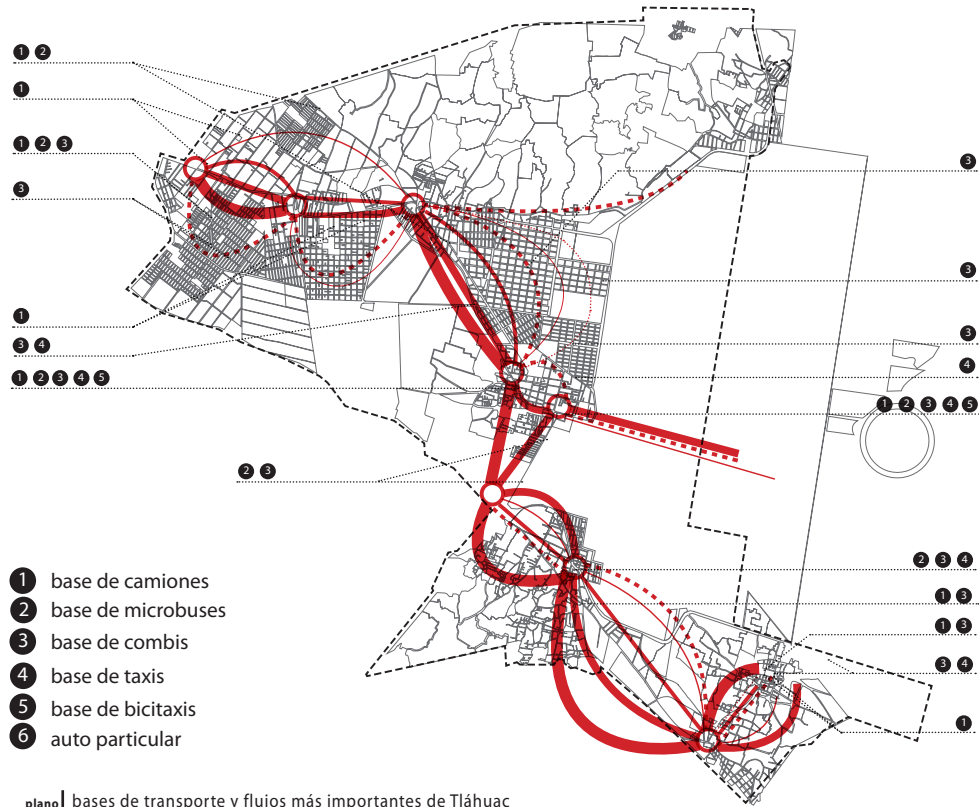 1 2
1
1 2 3
3
1
3 4
1 2 3 4 5
2 3
3
3
3
4
1 2 3 4 5
2 3 4
1 3
1 3
3 4
1
1 base de camiones
2 base de microbuses
3 base de combis
4 base de taxis
5 base de bicitaxis
6 auto particular
plano bases de transporte y flujos más importantes de Tláhuac